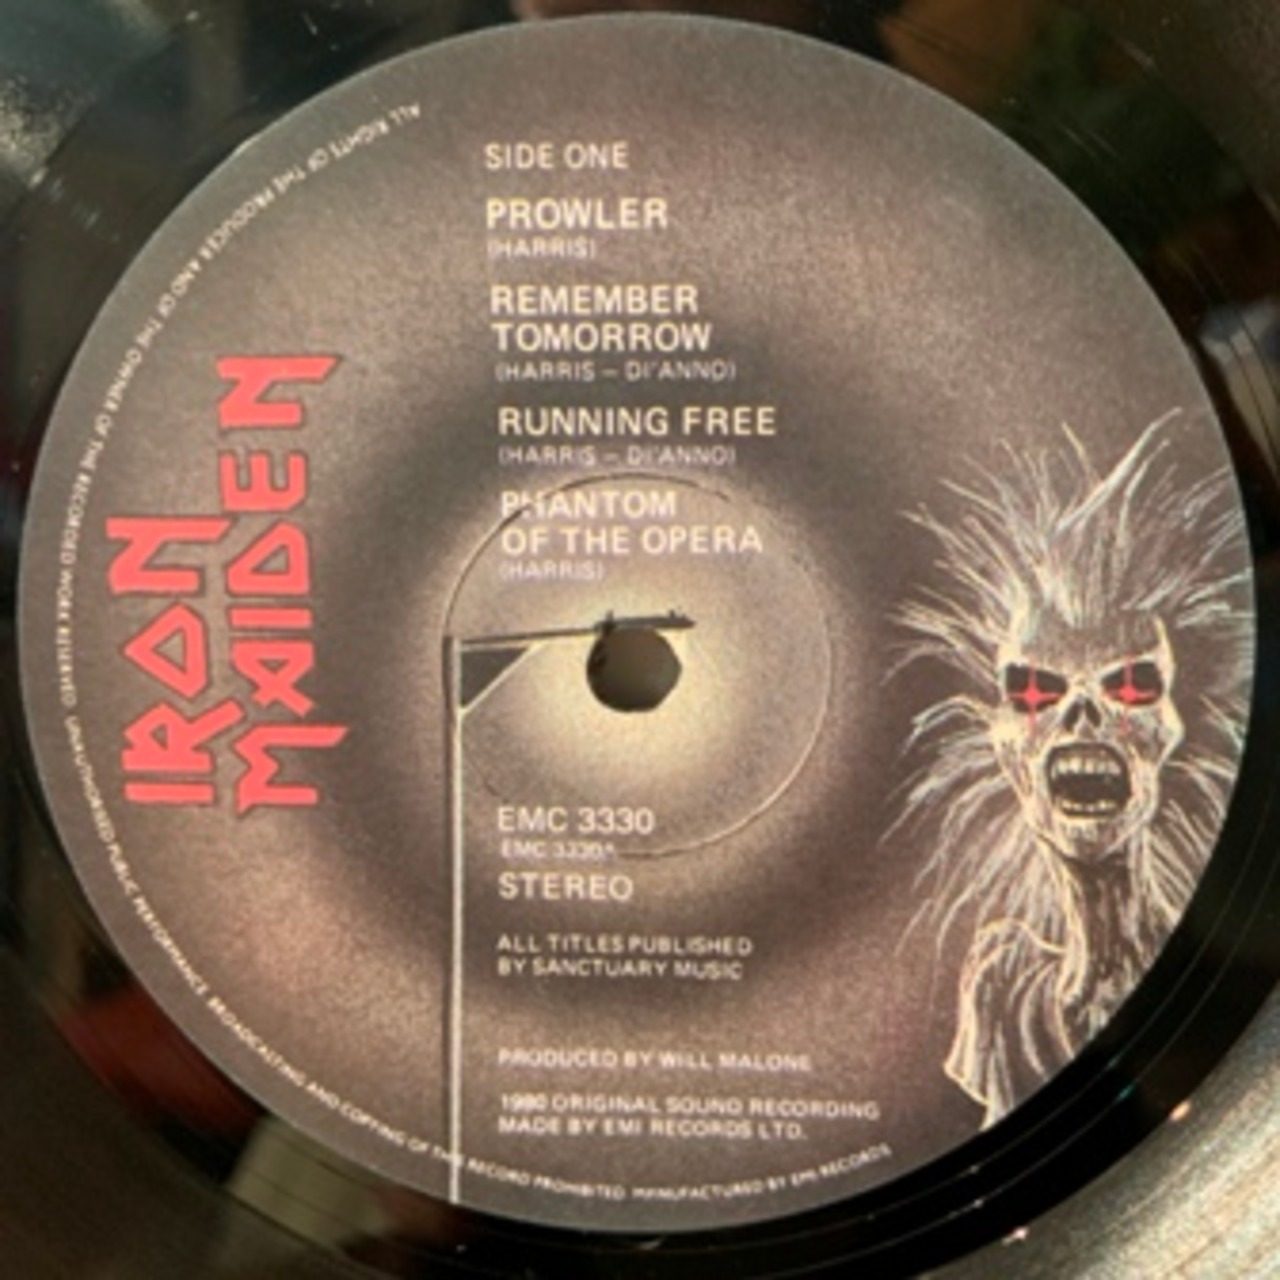 ALL RIGHTS OF THE PRODUCER AND OF THE OWNER OF THE RECORDED WORK RESERVED UNAUTHORISED PUBLIC PERFORMANCE BROADCASTING AND COPYING OF THIS RECORD PROHIBITED MANUFACTURED BY EMI RECORDS
IRON
MAIDEN
SIDE ONE
PROWLER
(HARRIS)
REMEMBER
TOMORROW
(HARRIS – DI'ANNO)
RUNNING FREE
(HARRIS – DI'ANNO)
PHANTOM
OF THE OPERA
(HARRIS)
EMC 3330
EMC 3330A
STEREO
ALL TITLES PUBLISHED
BY SANCTUARY MUSIC
PRODUCED BY WILL MALONE
1980 ORIGINAL SOUND RECORDING
MADE BY EMI RECORDS LTD.